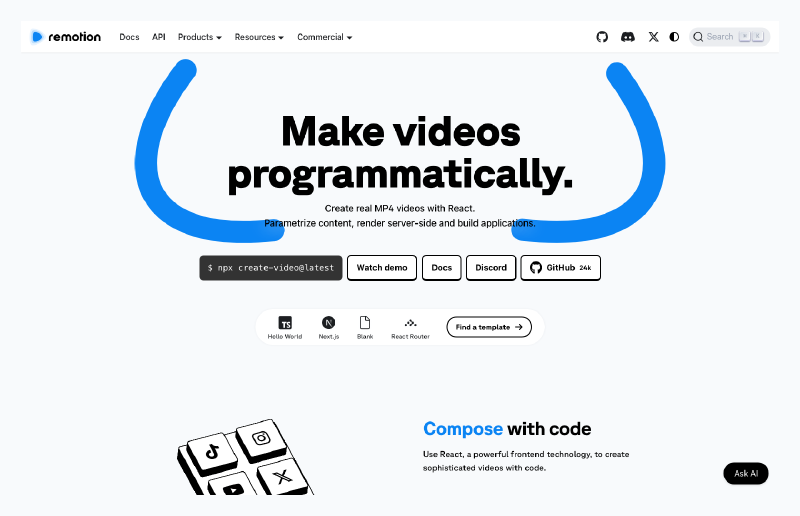 remotion Docs API Products Resources Commercial Search ⌘ K
Make videos
programmatically.
Create real MP4 videos with React.
Parametrize content, render server-side and build applications.
$ npx create-video@latest Watch demo Docs Discord GitHub 24k
TS N
Hello World Next.js Blank React Router Find a template →
Compose with code
Use React, a powerful frontend technology, to create
sophisticated videos with code.
Ask AI